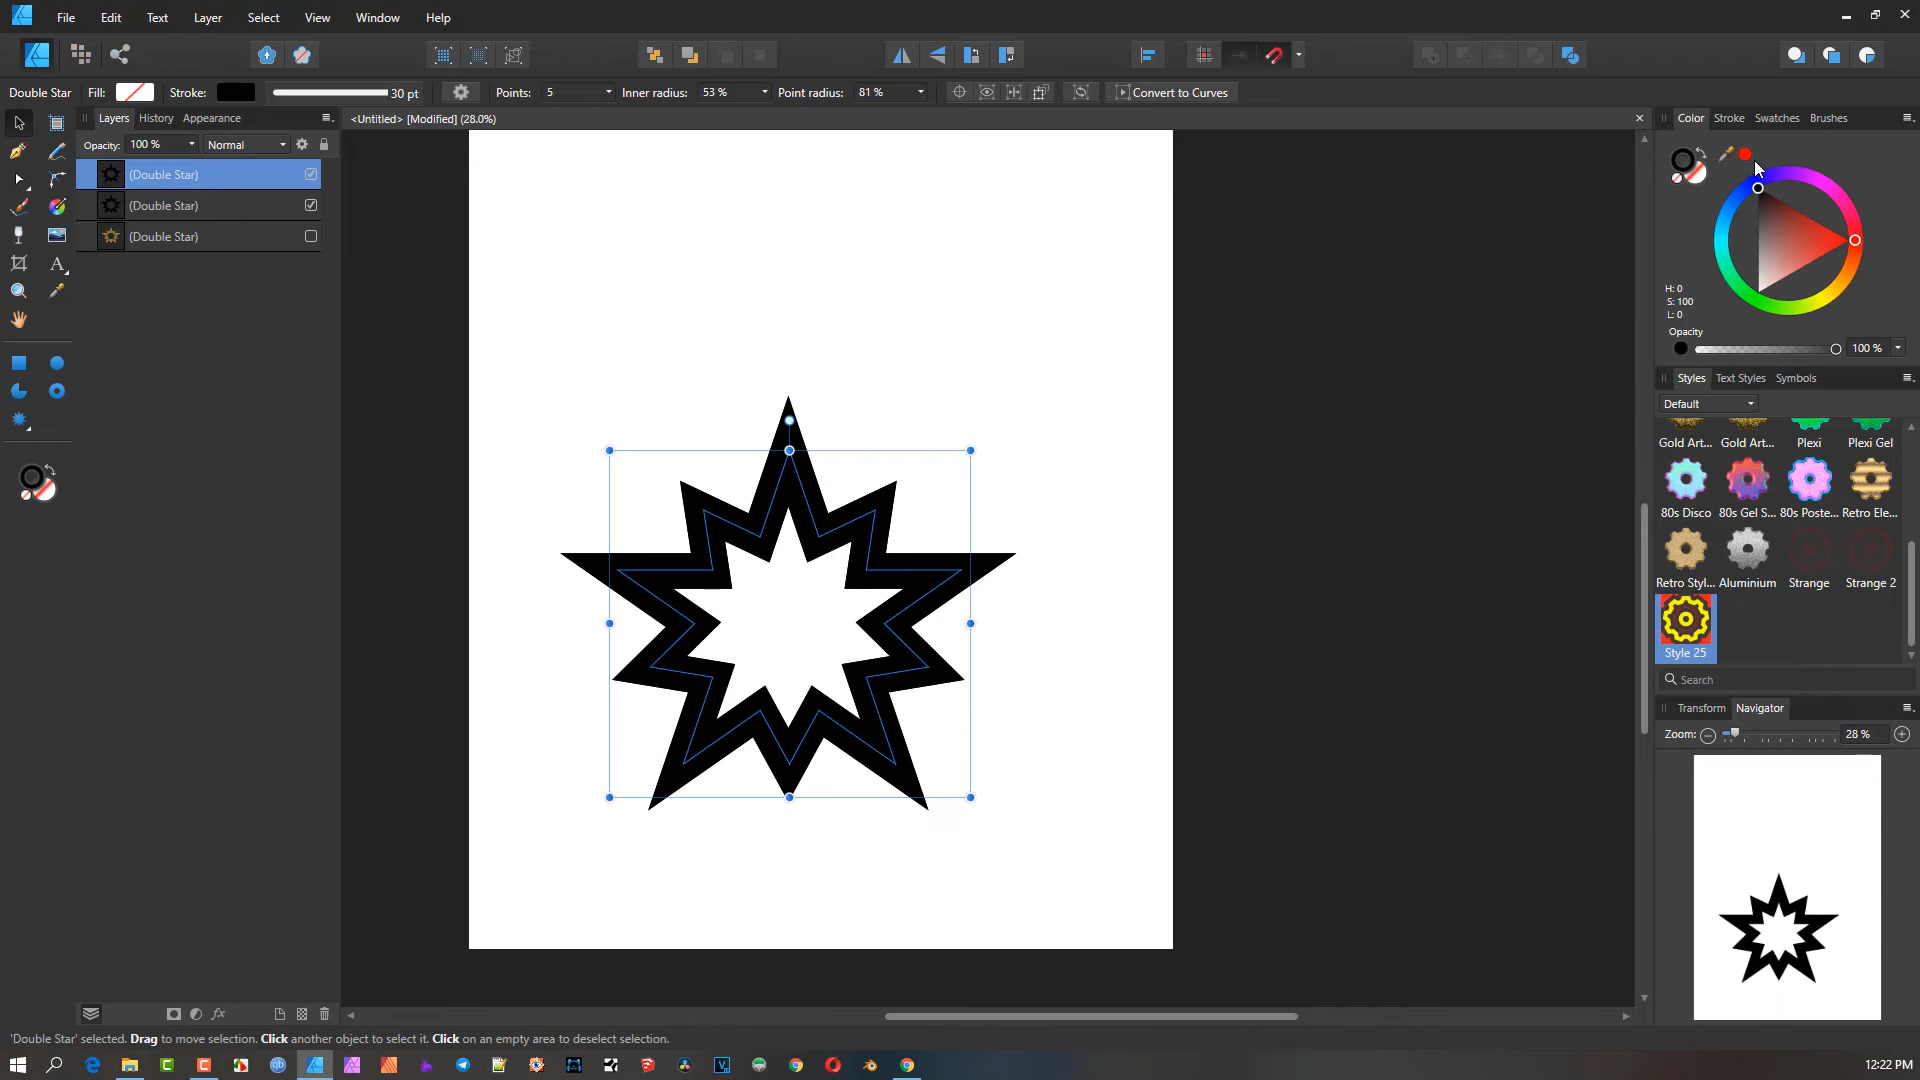 File Edit Text Layer Select View Window Help
Double Star Fill: Stroke: 30 pt Points: 5 Inner radius: 53 % Point radius: 81 % Convert to Curves
Layers History Appearance
<Untitled> [Modified] (28.0%)
Color Stroke Swatches Brushes
Opacity: 100 % Normal
(Double Star)
(Double Star)
(Double Star)
H: 0
S: 100
L: 0
Opacity
100 %
Styles Text Styles Symbols
Default
Gold Art... Gold Art... Plexi Plexi Gel
80s Disco 80s Gel S... 80s Poste... Retro Ele...
Retro Styl... Aluminium Strange Strange 2
Style 25
Search
Transform Navigator
Zoom: 28 %
'Double Star' selected. Drag to move selection. Click another object to select it. Click on an empty area to deselect selection.
12:22 PM